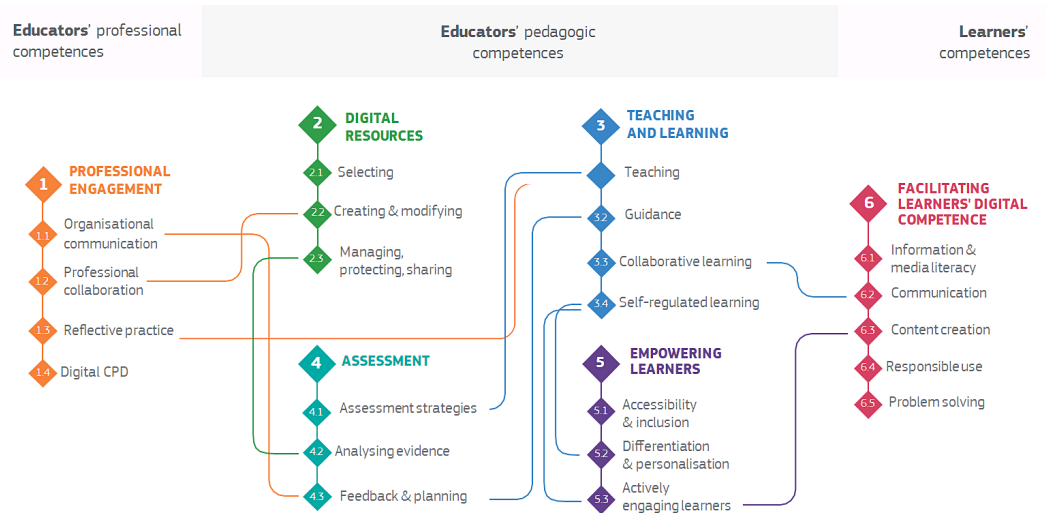 Educators' professional
competences
Educators' pedagogic
competences
Learners'
competences
1
PROFESSIONAL
ENGAGEMENT
1.1
Organisational
communication
1.2
Professional
collaboration
1.3
Reflective practice
1.4
Digital CPD
2
DIGITAL
RESOURCES
2.1
Selecting
2.2
Creating & modifying
2.3
Managing,
protecting, sharing
3
TEACHING
AND LEARNING
Teaching
3.2
Guidance
3.3
Collaborative learning
3.4
Self-regulated learning
4
ASSESSMENT
4.1
Assessment strategies
4.2
Analysing evidence
4.3
Feedback & planning
5
EMPOWERING
LEARNERS
5.1
Accessibility
& inclusion
5.2
Differentiation
& personalisation
5.3
Actively
engaging learners
6
FACILITATING
LEARNERS' DIGITAL
COMPETENCE
6.1
Information &
media literacy
6.2
Communication
6.3
Content creation
6.4
Responsible use
6.5
Problem solving